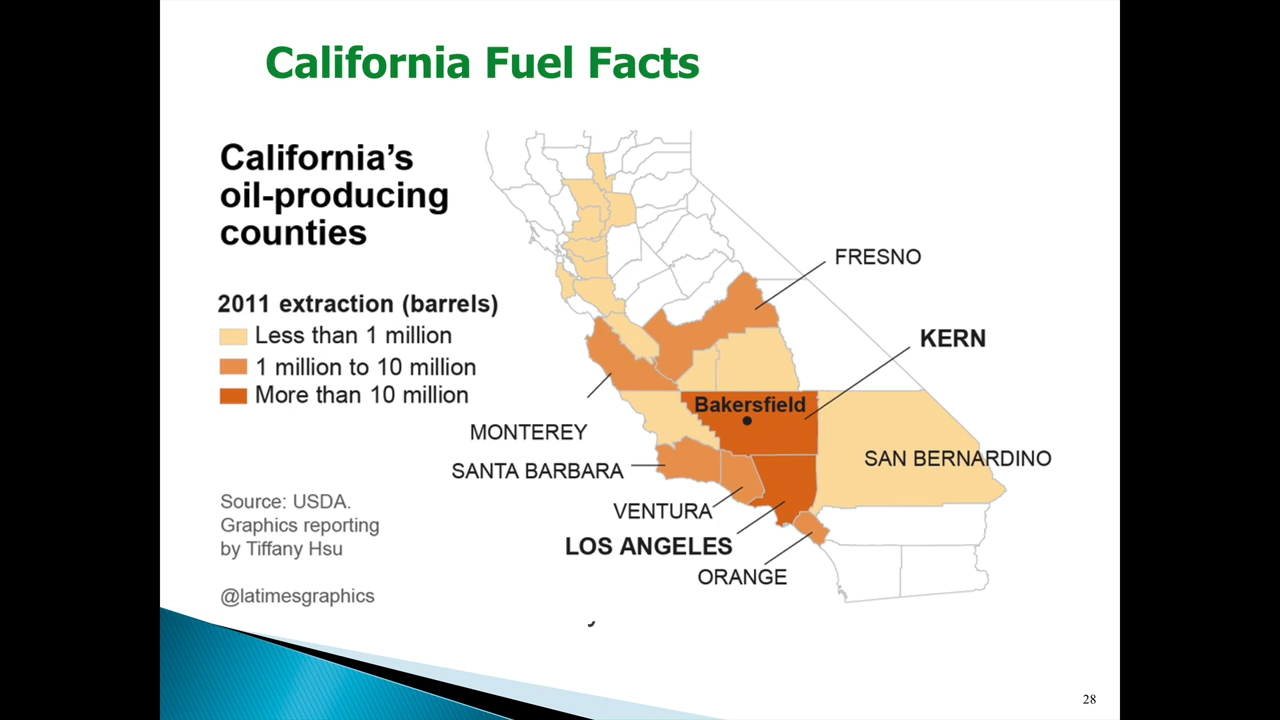 California Fuel Facts
California's
oil-producing
counties
2011 extraction (barrels)
Less than 1 million
1 million to 10 million
More than 10 million
FRESNO
KERN
Bakersfield
MONTEREY
SAN BERNARDINO
SANTA BARBARA
VENTURA
LOS ANGELES
ORANGE
Source: USDA.
Graphics reporting
by Tiffany Hsu
@latimesgraphics
28